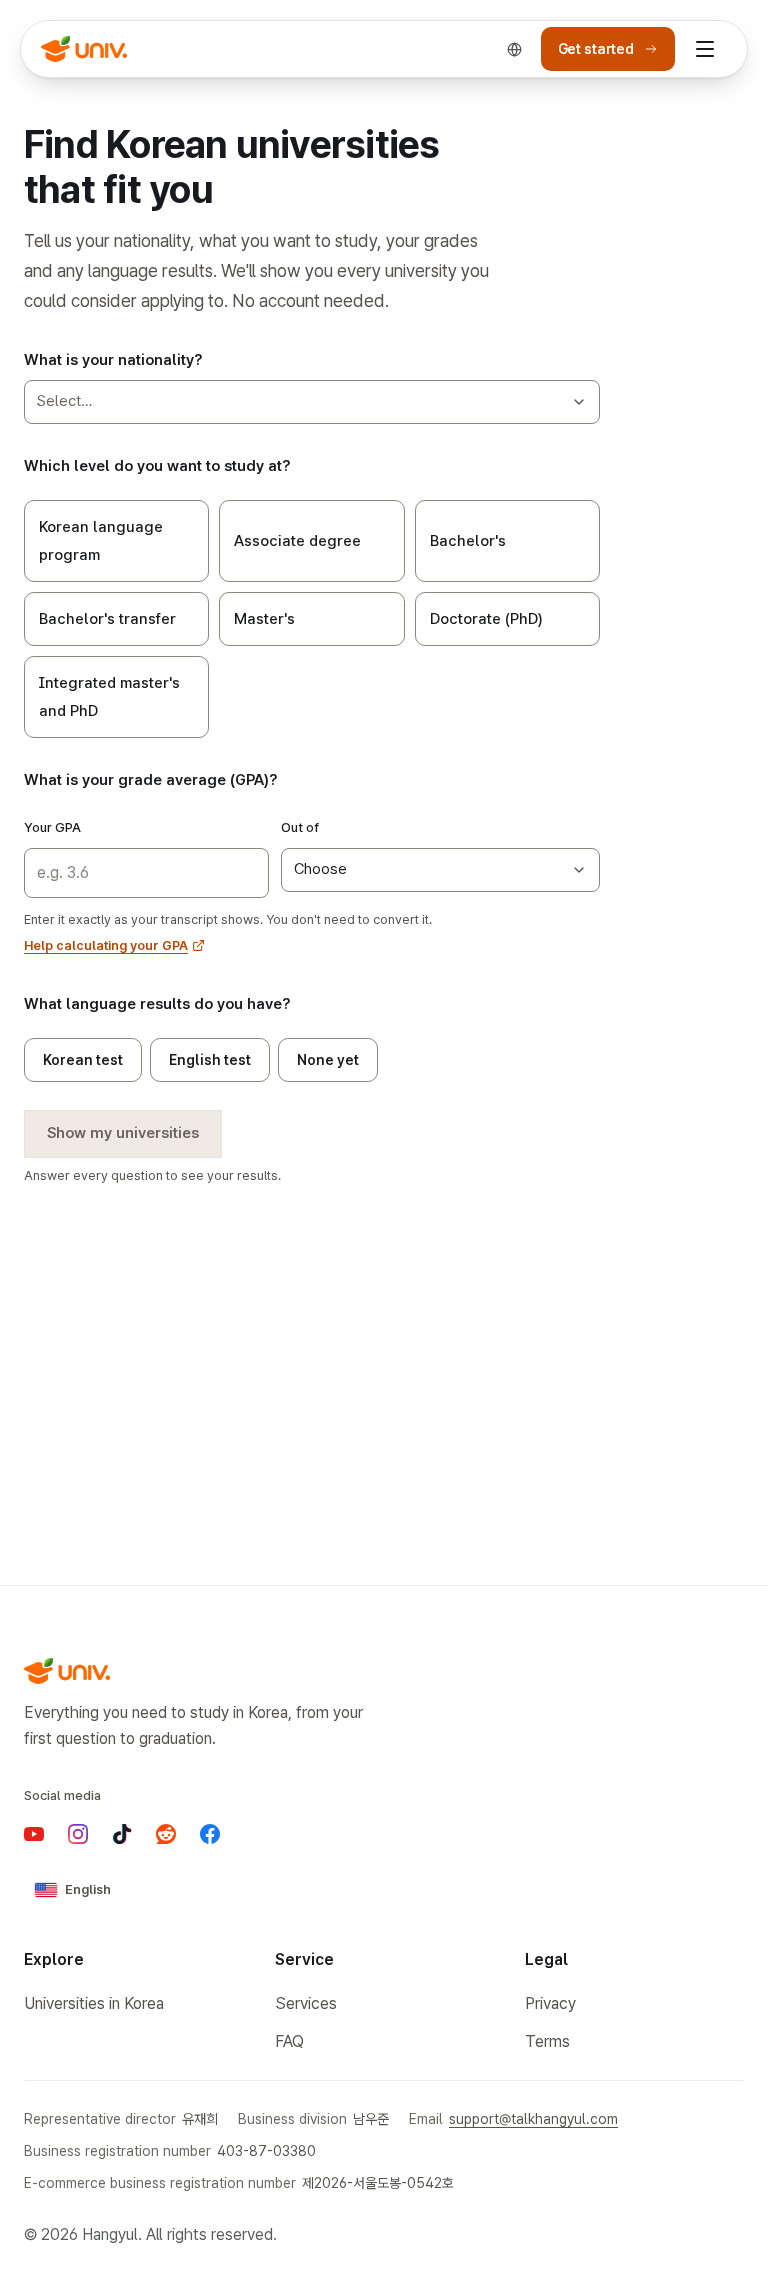 univ.
Get started
Find Korean universities
that fit you
Tell us your nationality, what you want to study, your grades
and any language results. We'll show you every university you
could consider applying to. No account needed.
What is your nationality?
Select...
Which level do you want to study at?
Korean language
program
Associate degree
Bachelor's
Bachelor's transfer
Master's
Doctorate (PhD)
Integrated master's
and PhD
What is your grade average (GPA)?
Your GPA
Out of
e.g. 3.6
Choose
Enter it exactly as your transcript shows. You don't need to convert it.
Help calculating your GPA
What language results do you have?
Korean test
English test
None yet
Show my universities
Answer every question to see your results.
univ.
Everything you need to study in Korea, from your
first question to graduation.
Social media
English
Explore
Service
Legal
Universities in Korea
Services
Privacy
FAQ
Terms
Representative director 유재희 Business division 남우준 Email support@talkhangyul.com
Business registration number 403-87-03380
E-commerce business registration number 제2026-서울도봉-0542호
© 2026 Hangyul. All rights reserved.